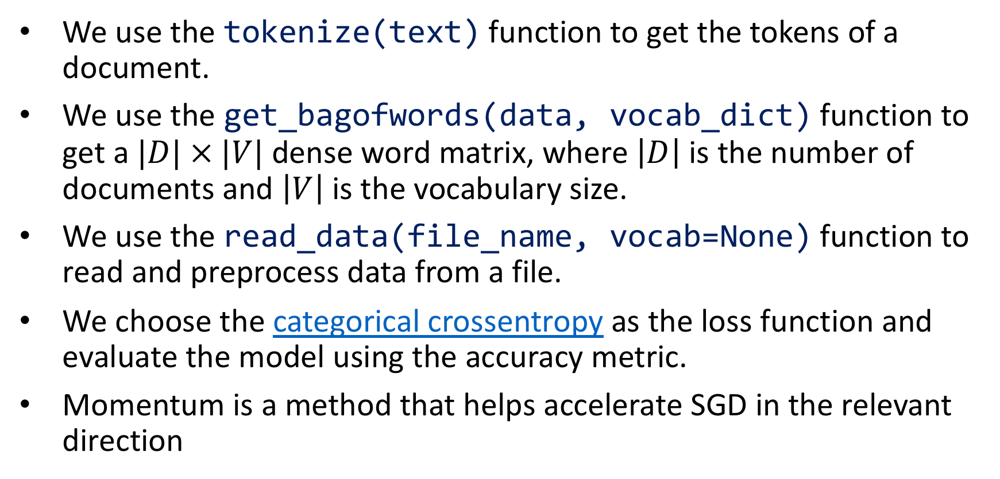 • We use the tokenize(text) function to get the tokens of a
document.
• We use the get_bagofwords(data, vocab_dict) function to
get a |D| × |V| dense word matrix, where |D| is the number of
documents and |V| is the vocabulary size.
• We use the read_data(file_name, vocab=None) function to
read and preprocess data from a file.
• We choose the categorical crossentropy as the loss function and
evaluate the model using the accuracy metric.
• Momentum is a method that helps accelerate SGD in the relevant
direction